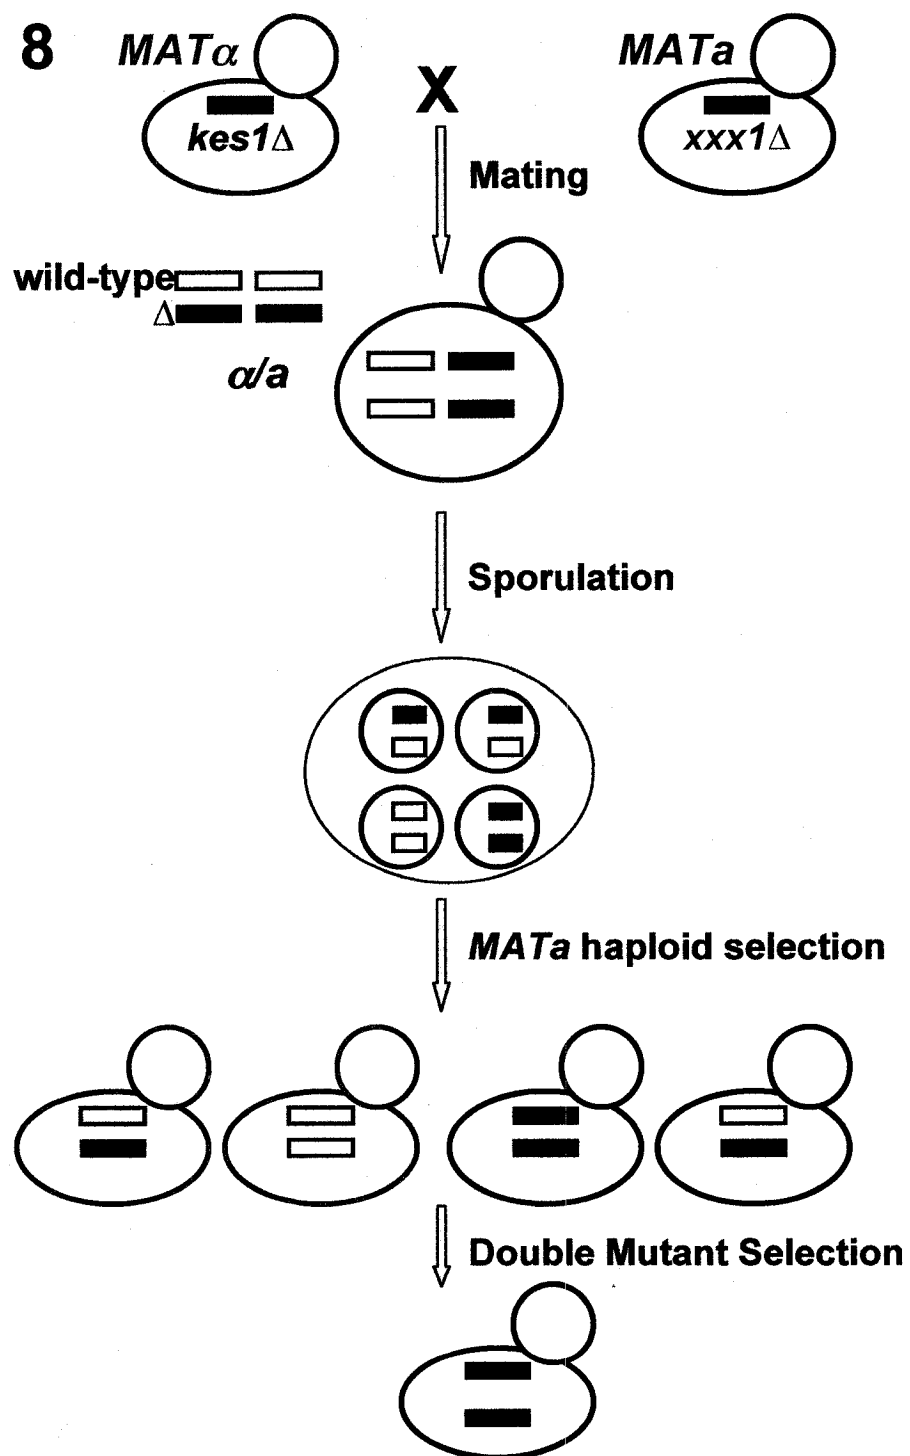 8
MATα
MATa
X
kes1Δ
xxx1Δ
Mating
wild-type
Δ
α/a
Sporulation
MATa haploid selection
Double Mutant Selection